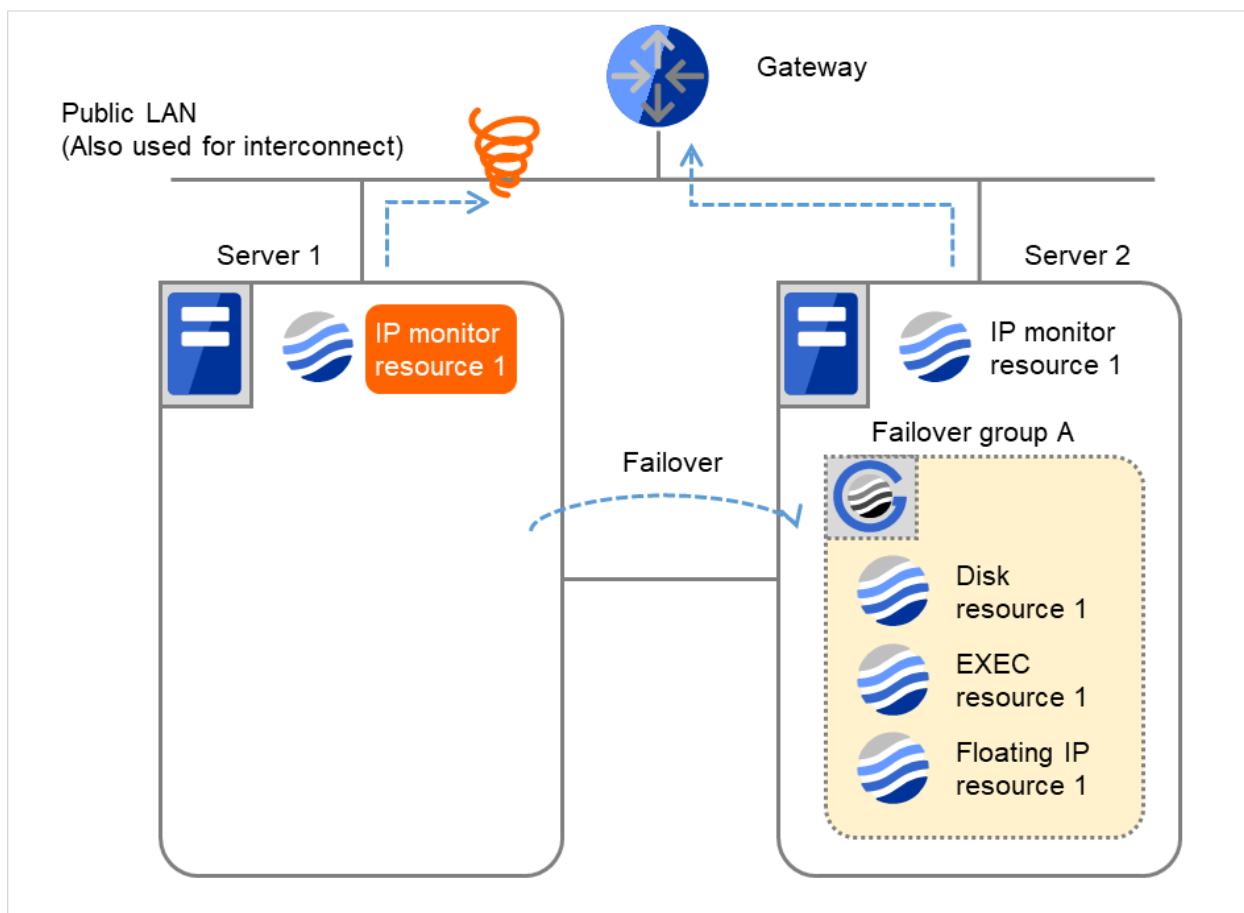 Gateway
Public LAN
(Also used for interconnect)
Server 1
Server 2
IP monitor
resource 1
IP monitor
resource 1
Failover group A
Failover
Disk
resource 1
EXEC
resource 1
Floating IP
resource 1